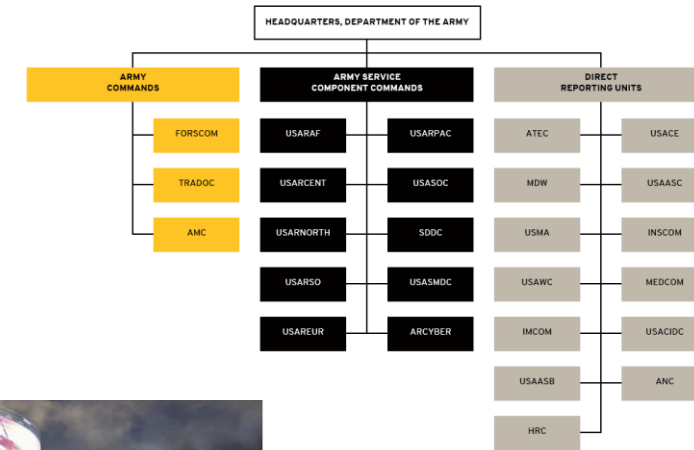 HEADQUARTERS, DEPARTMENT OF THE ARMY
ARMY
COMMANDS
FORSCOM
TRADOC
AMC
ARMY SERVICE
COMPONENT COMMANDS
USARAF
USARPAC
USARCENT
USASOC
USARNORTH
SDDC
USARSO
USASMDC
USAREUR
ARCYBER
DIRECT
REPORTING UNITS
ATEC
USACE
MDW
USAASC
USMA
INSCOM
USAWC
MEDCOM
IMCOM
USACIDC
USAASB
ANC
HRC